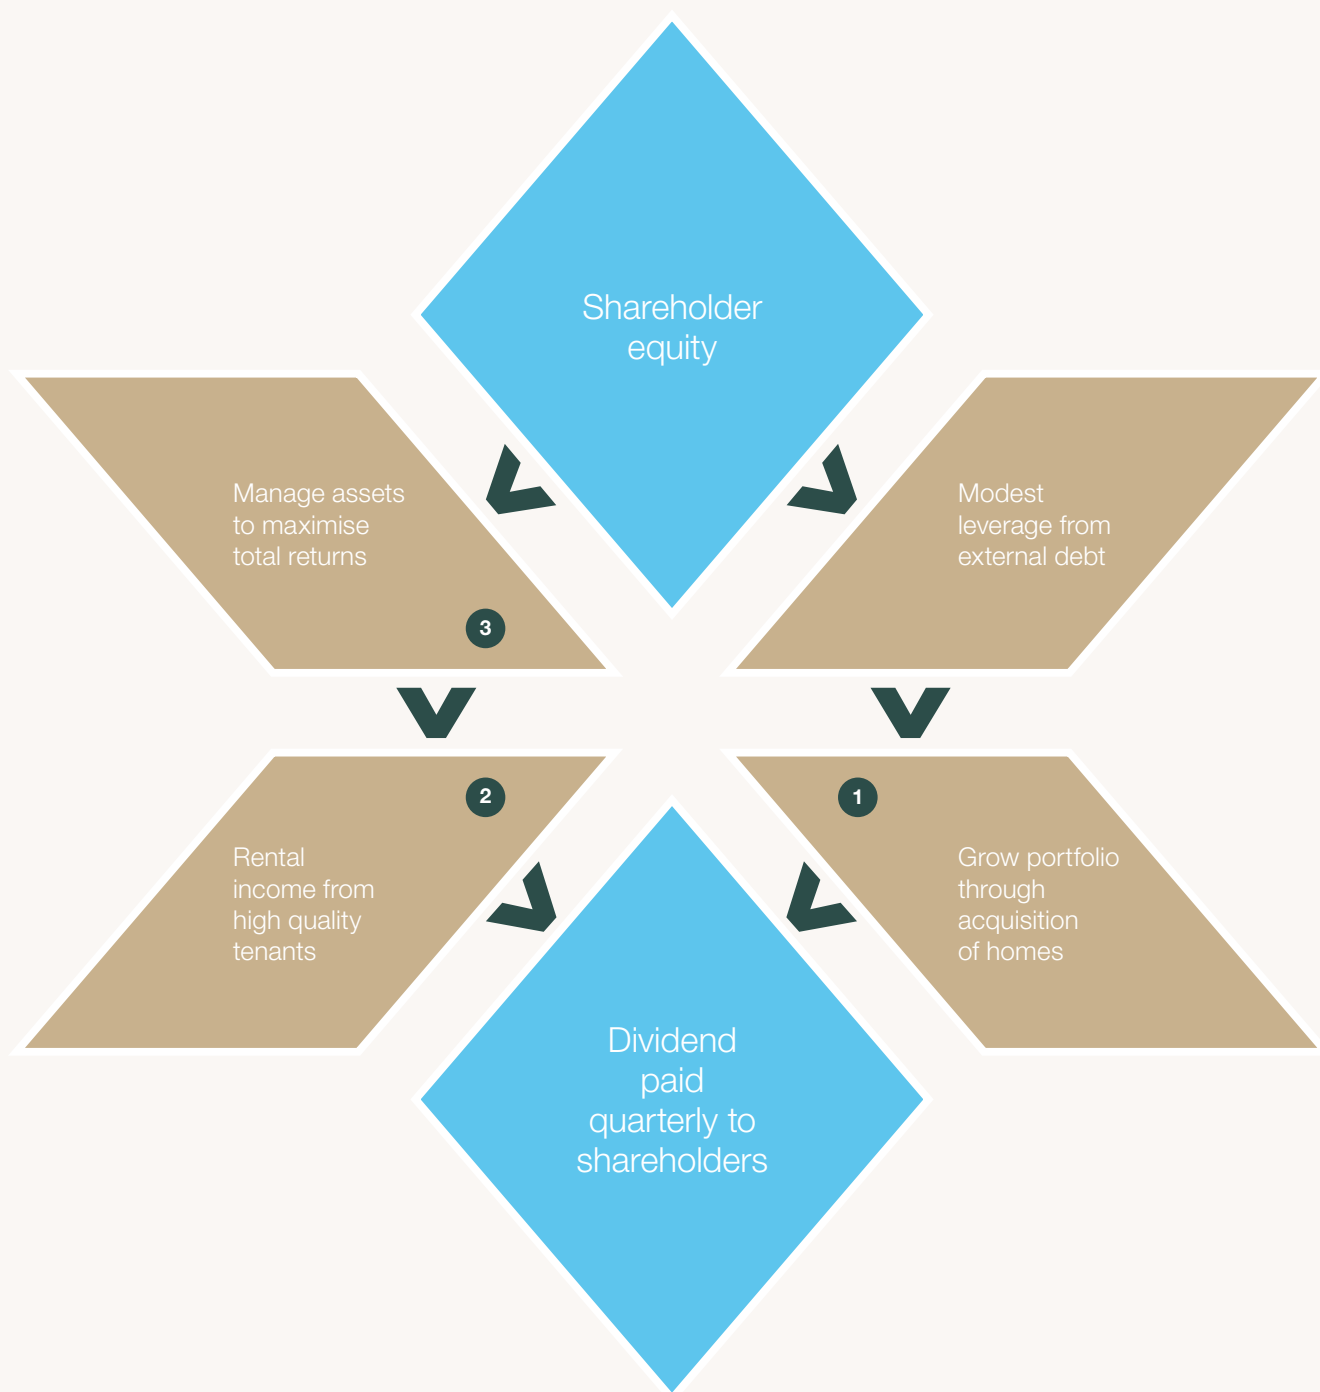 Shareholder
equity
Manage assets
to maximise
total returns
3
Modest
leverage from
external debt
2
Rental
income from
high quality
tenants
1
Grow portfolio
through
acquisition
of homes
Dividend
paid
quarterly to
shareholders